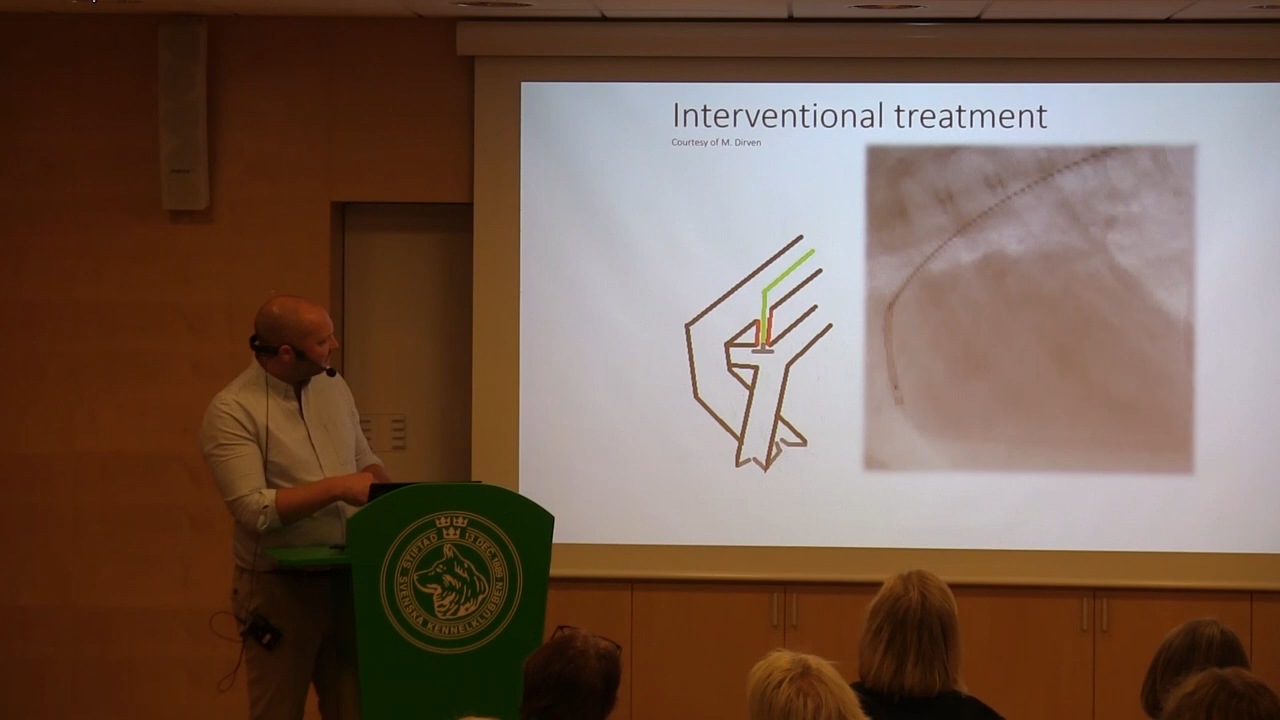 Interventional treatment
Courtesy of M. Dirven
STIFTAD 13 DEC. 1889
SVENSKA KENNELKLUBBEN